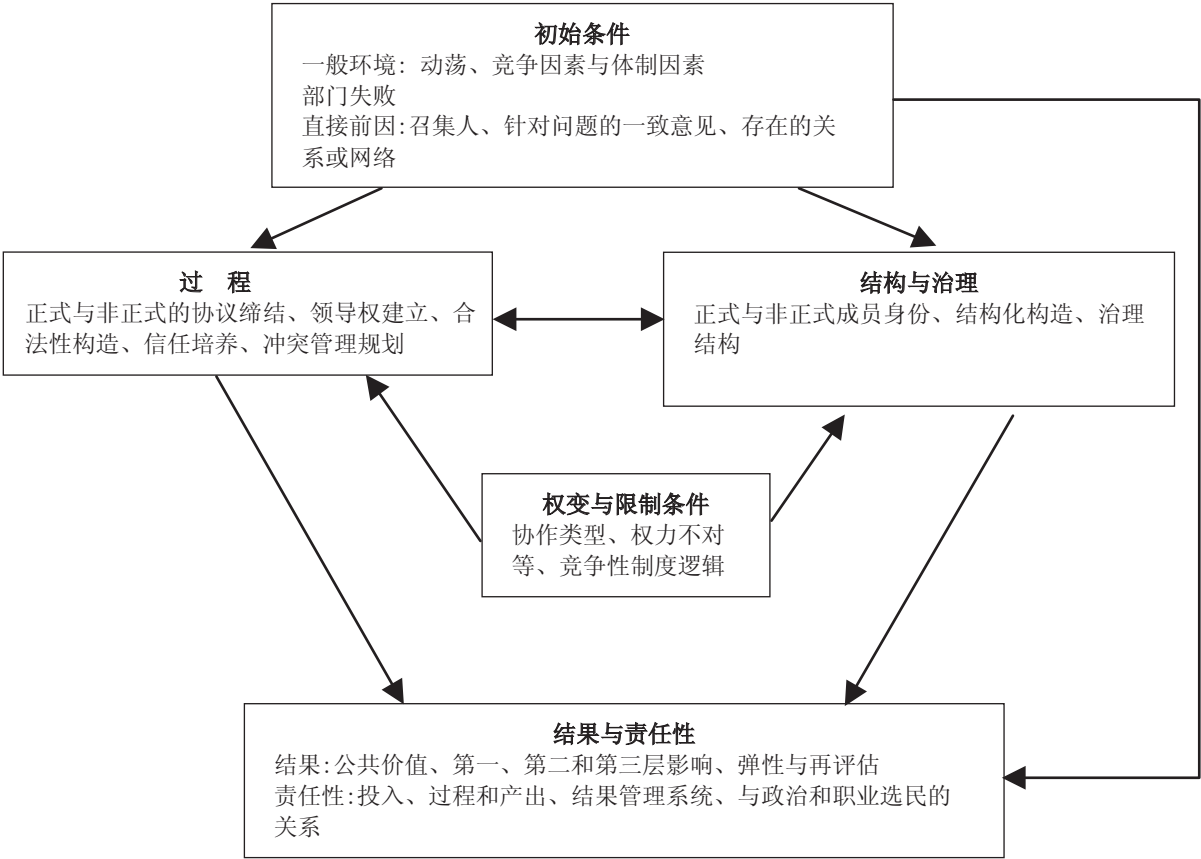 初始条件
一般环境: 动荡、竞争因素与体制因素
部门失败
直接前因:召集人、针对问题的一致意见、存在的关
系或网络
过 程
正式与非正式的协议缔结、领导权建立、合
法性构造、信任培养、冲突管理规划
结构与治理
正式与非正式成员身份、结构化构造、治理
结构
权变与限制条件
协作类型、权力不对
等、竞争性制度逻辑
结果与责任性
结果:公共价值、第一、第二和第三层影响、弹性与再评估
责任性:投入、过程和产出、结果管理系统、与政治和职业选民的
关系